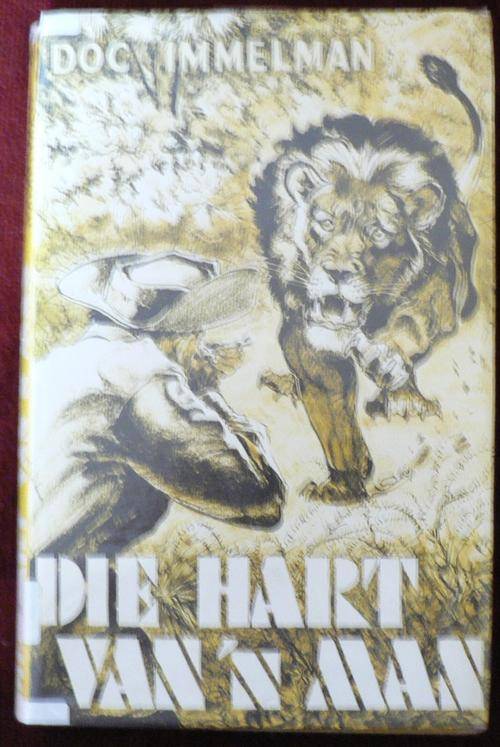 DOC IMMELMAN
DIE HART
VAN 'n MAN